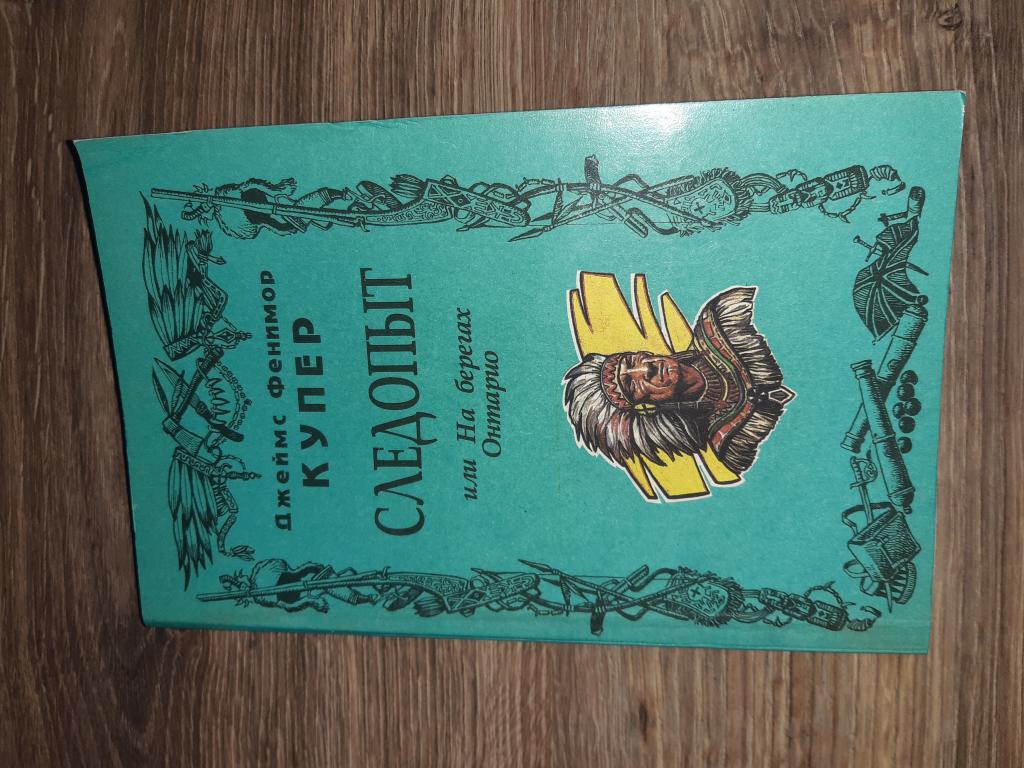 Джеймс Фенимор
КУПЕР
СЛЕДОПЫТ
или На берегах
Онтарио